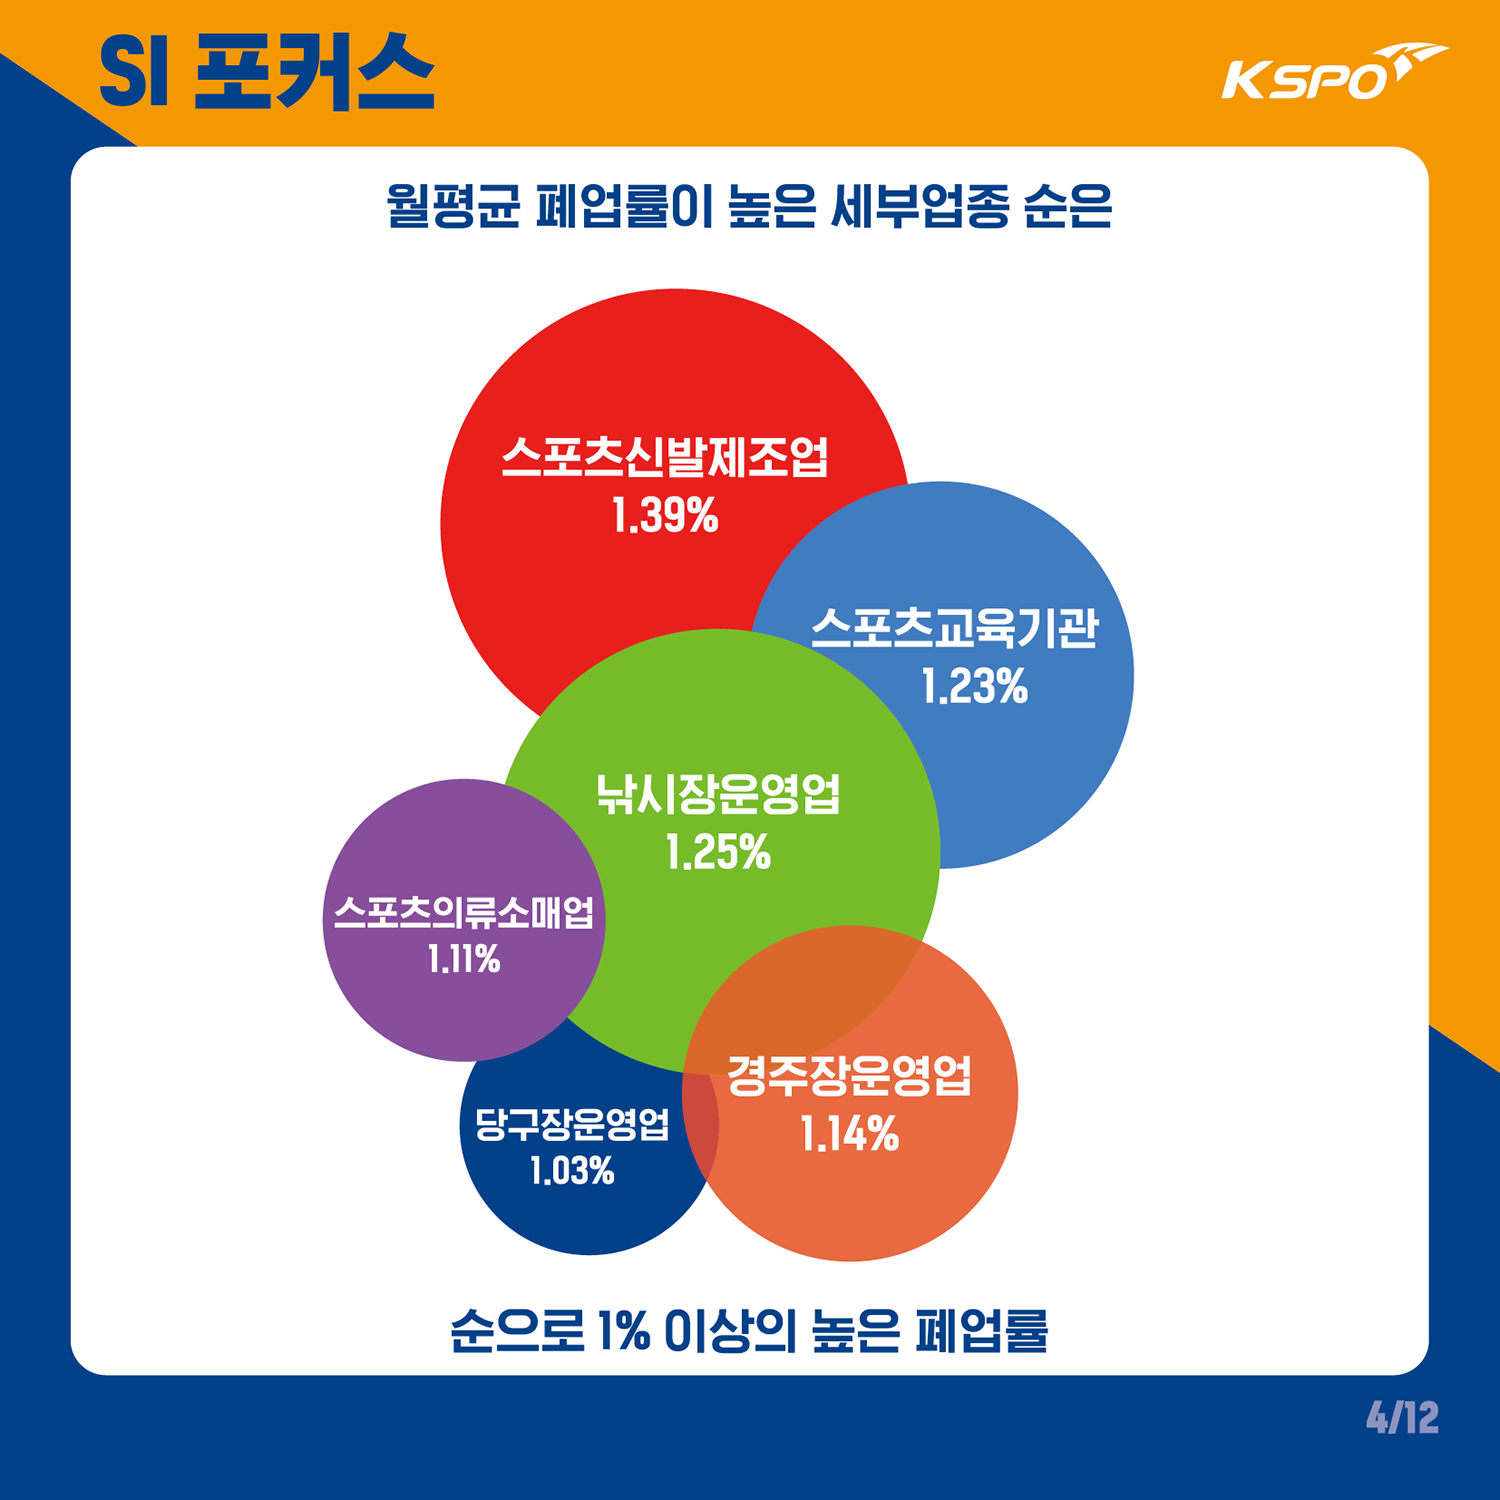 SI 포커스
KSPO
월평균 폐업률이 높은 세부업종 순은
스포츠신발제조업
1.39%
스포츠교육기관
1.23%
낚시장운영업
1.25%
스포츠의류소매업
1.11%
경주장운영업
1.14%
당구장운영업
1.03%
순으로 1% 이상의 높은 폐업률
4/12